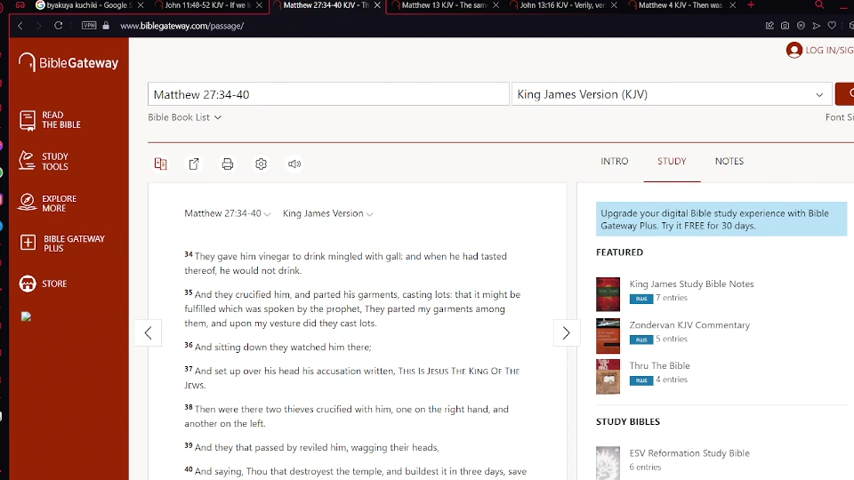 byakuya kuchiki - Google S
John 11:48-52 KJV - If we l
Matthew 27:34-40 KJV - Th
Matthew 13 KJV - The same
John 13:16 KJV - Verily, ver
Matthew 4 KJV - Then was
VPN
www.biblegateway.com/passage/
BibleGateway
LOG IN/SIG
Matthew 27:34-40
King James Version (KJV)
Bible Book List
Font Si
READ
THE BIBLE
STUDY
TOOLS
EXPLORE
MORE
BIBLE GATEWAY
PLUS
STORE
INTRO
STUDY
NOTES
Matthew 27:34-40
King James Version
34 They gave him vinegar to drink mingled with gall: and when he had tasted
thereof, he would not drink.
35 And they crucified him, and parted his garments, casting lots: that it might be
fulfilled which was spoken by the prophet, They parted my garments among
them, and upon my vesture did they cast lots.
36 And sitting down they watched him there;
37 And set up over his head his accusation written, THIS IS JESUS THE KING OF THE
JEWS.
38 Then were there two thieves crucified with him, one on the right hand, and
another on the left.
39 And they that passed by reviled him, wagging their heads,
40 And saying, Thou that destroyest the temple, and buildest it in three days, save
Upgrade your digital Bible study experience with Bible
Gateway Plus. Try it FREE for 30 days.
FEATURED
King James Study Bible Notes
PLUS 7 entries
Zondervan KJV Commentary
PLUS 5 entries
Thru The Bible
PLUS 4 entries
STUDY BIBLES
ESV Reformation Study Bible
6 entries